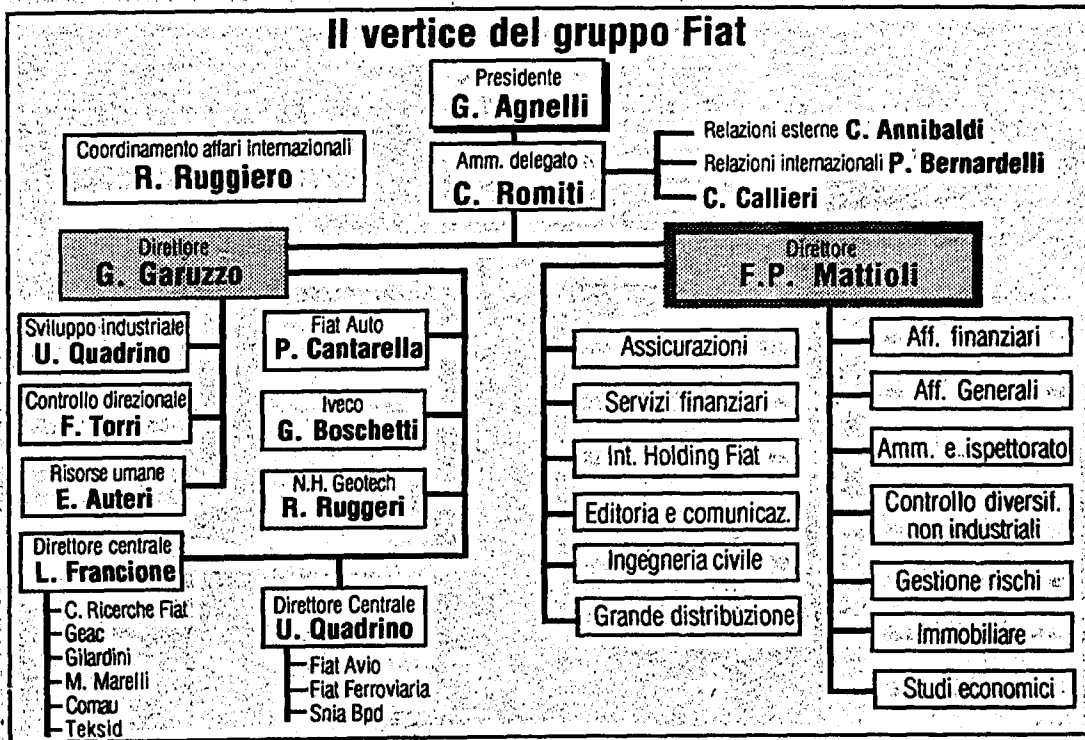 Il vertice del gruppo Fiat
Presidente
G. Agnelli
Coordinamento affari internazionali
R. Ruggiero
Amm. delegato
C. Romiti
Relazioni esterne C. Annibaldi
Relazioni internazionali P. Bernardelli
C. Callieri
Direttore
G. Garuzzo
Direttore
F.P. Mattioli
Sviluppo industriale
U. Quadrino
Controllo direzionale
F. Torri
Risorse umane
E. Auteri
Direttore centrale
L. Francione
C. Ricerche Fiat
Geac
Gilardini
M. Marelli
Comau
Teksid
Fiat Auto
P. Cantarella
Iveco
G. Boschetti
N.H. Geotech
R. Ruggeri
Direttore Centrale
U. Quadrino
Fiat Avio
Fiat Ferroviaria
Snia Bpd
Assicurazioni
Servizi finanziari
Int. Holding Fiat
Editoria e comunicaz.
Ingegneria civile
Grande distribuzione
Aff. finanziari
Aff. Generali
Amm. e ispettorato
Controllo diversif.
non industriali
Gestione rischi
Immobiliare
Studi economici